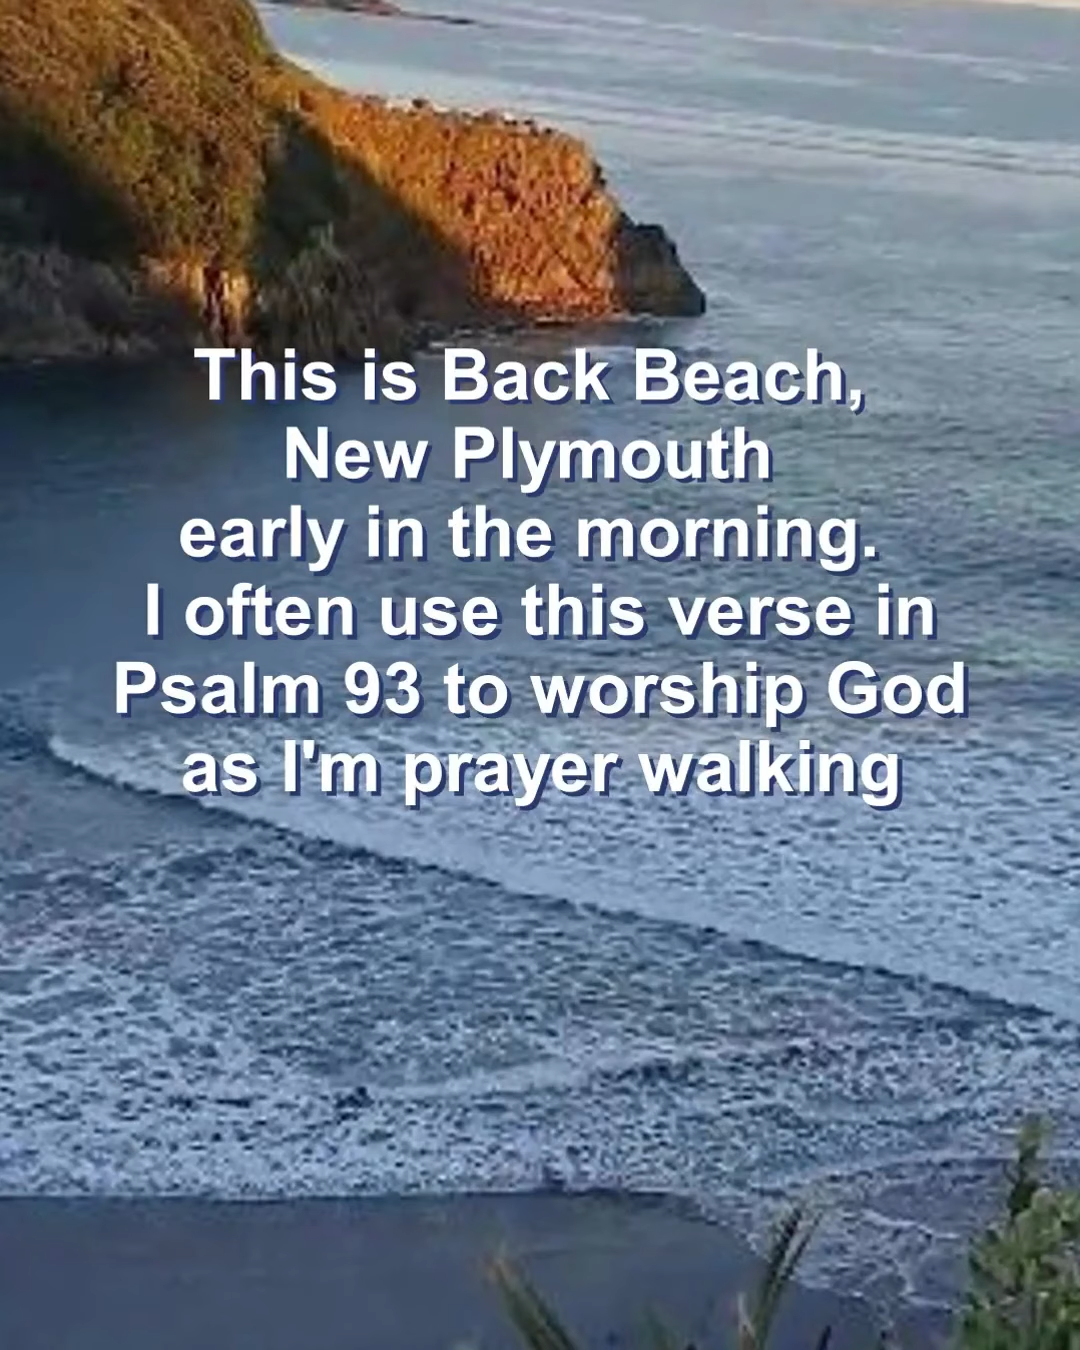 This is Back Beach,
New Plymouth
early in the morning.
I often use this verse in
Psalm 93 to worship God
as I'm prayer walking